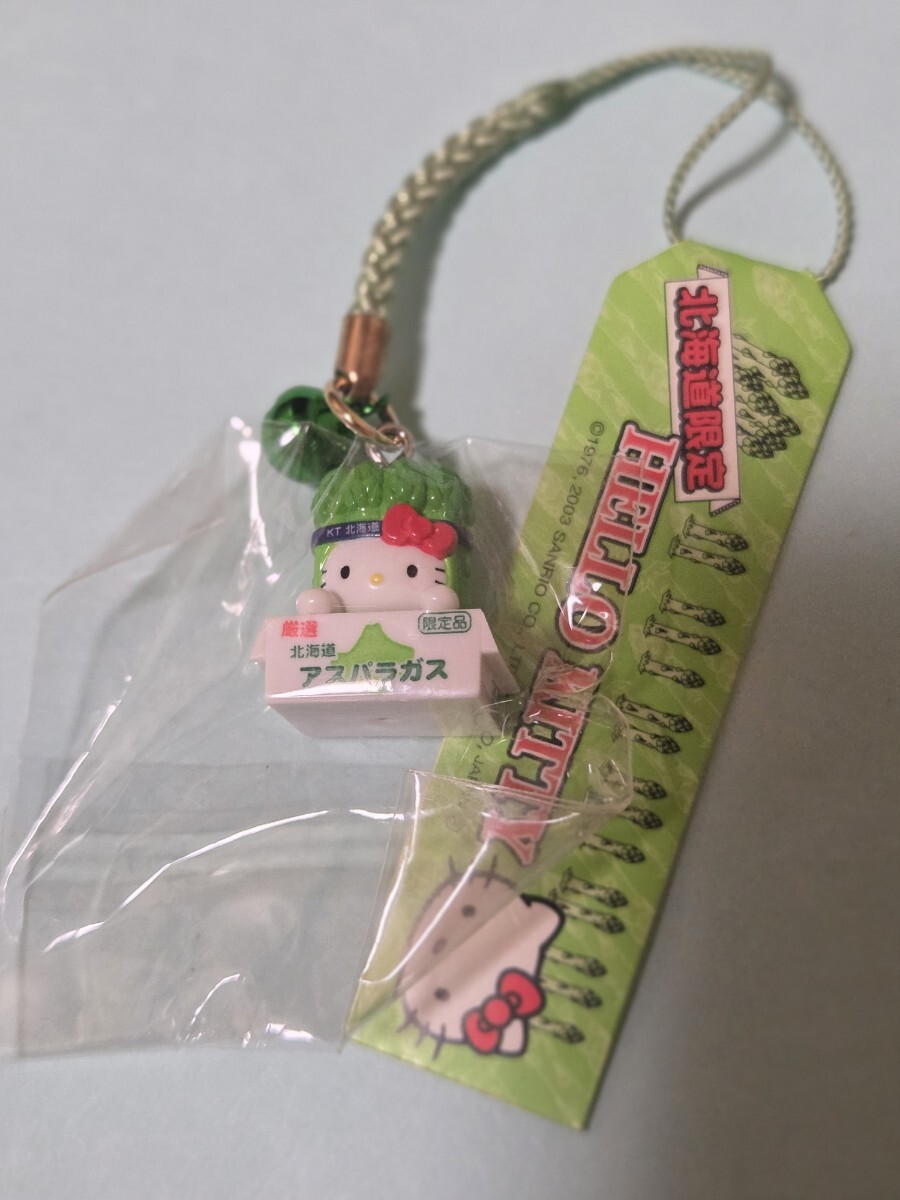 北海道限定
HELLO KITTY
©1976, 2003 SANRIO CO., LTD.
KT 北海道
厳選
限定品
北海道
アスパラガス